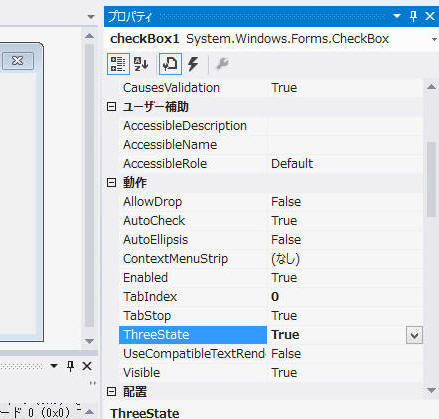 プロパティ
checkBox1 System.Windows.Forms.CheckBox
CausesValidation True
ユーザー補助
AccessibleDescription
AccessibleName
AccessibleRole Default
動作
AllowDrop False
AutoCheck True
AutoEllipsis False
ContextMenuStrip (なし)
Enabled True
TabIndex 0
TabStop True
ThreeState True
UseCompatibleTextRend False
Visible True
配置
ThreeState
ード 0 (0x0) で